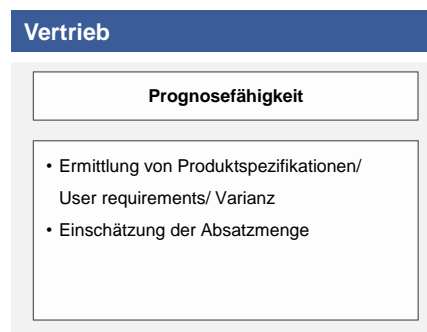 Vertrieb
Prognosefähigkeit
• Ermittlung von Produktspezifikationen/
User requirements/ Varianz
• Einschätzung der Absatzmenge